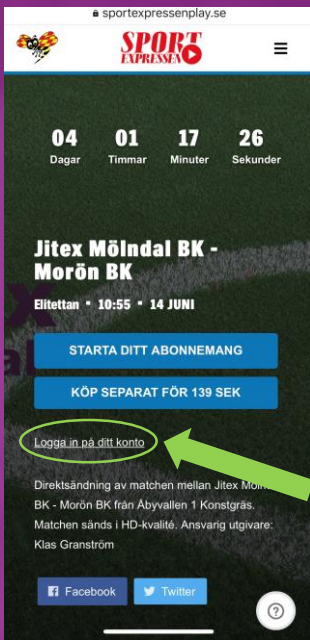 sportexpressenplay.se
SPORT
EXPRESSEN
04 01 17 26
Dagar Timmar Minuter Sekunder
Jitex Mölndal BK -
Morön BK
Elitettan • 10:55 • 14 JUNI
STARTA DITT ABONNEMANG
KÖP SEPARAT FÖR 139 SEK
Logga in på ditt konto
Direktsändning av matchen mellan Jitex
BK - Morön BK från Åbyvallen 1 Konstgräs.
Matchen sänds i HD-kvalité. Ansvarig utgivare:
Klas Granström
Facebook Twitter